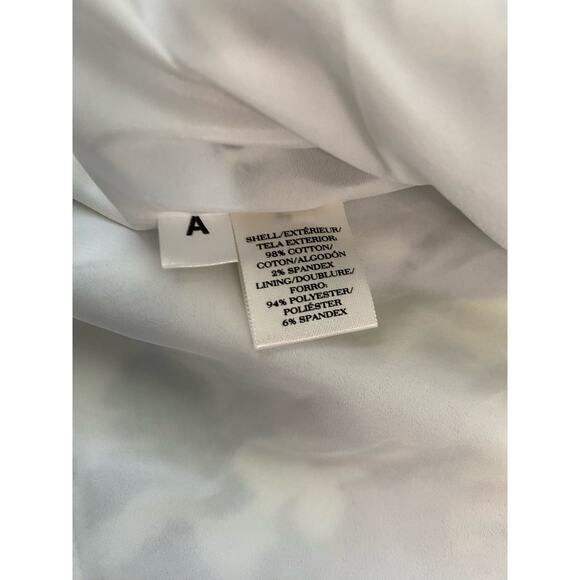 A
SHELL/EXTÉRIEUR/
TELA EXTERIOR:
98% COTTON/
COTON/ALGODÓN
2% SPANDEX
LINING/DOUBLURE/
FORRO:
94% POLYESTER/
POLIÉSTER
6% SPANDEX